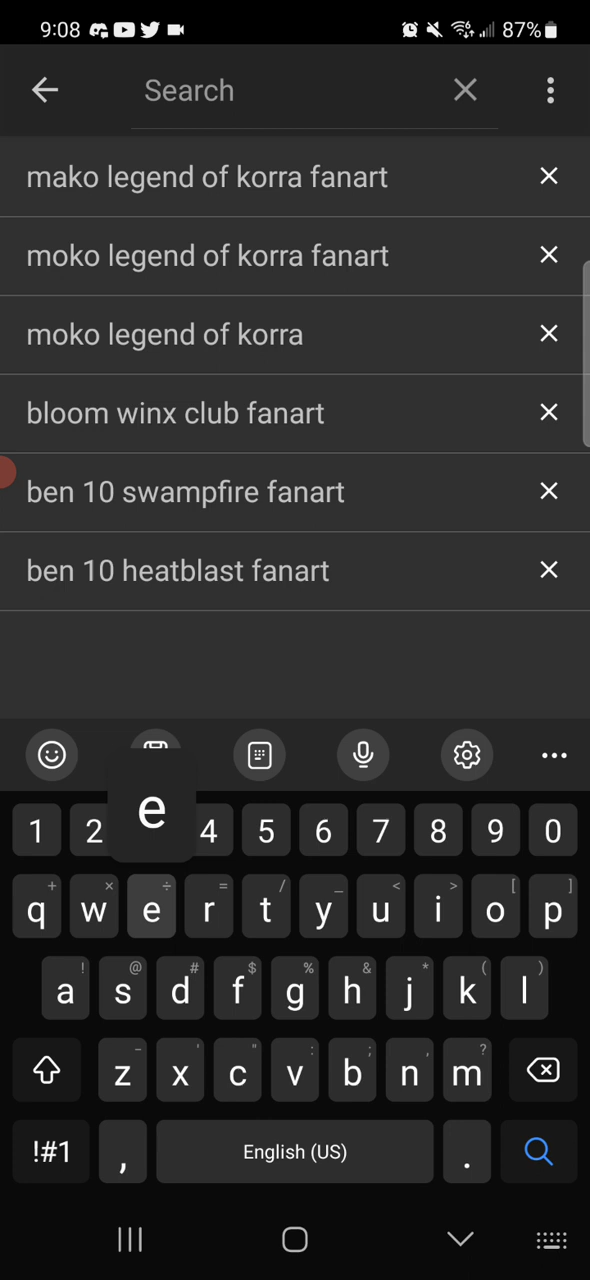 9:08 87%
Search
mako legend of korra fanart
moko legend of korra fanart
moko legend of korra
bloom winx club fanart
ben 10 swampfire fanart
ben 10 heatblast fanart
e
1 2 4 5 6 7 8 9 0
+ × ÷ = / _ < > [ ]
q w e r t y u i o p
! @ # $ % & * ( )
a s d f g h j k l
- ' " : ; , ?
z x c v b n m
!#1 , English (US) .